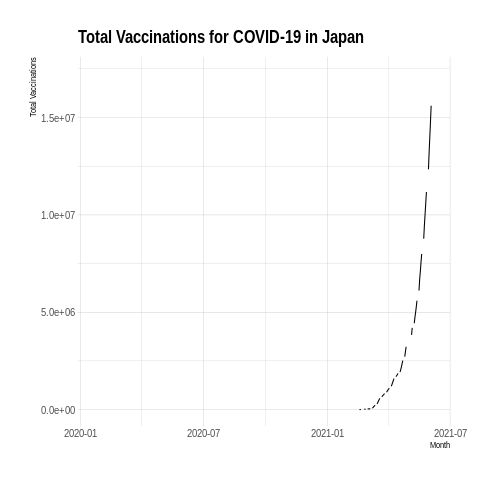 Total Vaccinations for COVID-19 in Japan
Total Vaccinations
1.5e+07
1.0e+07
5.0e+06
0.0e+00
2020-01
2020-07
2021-01
2021-07
Month